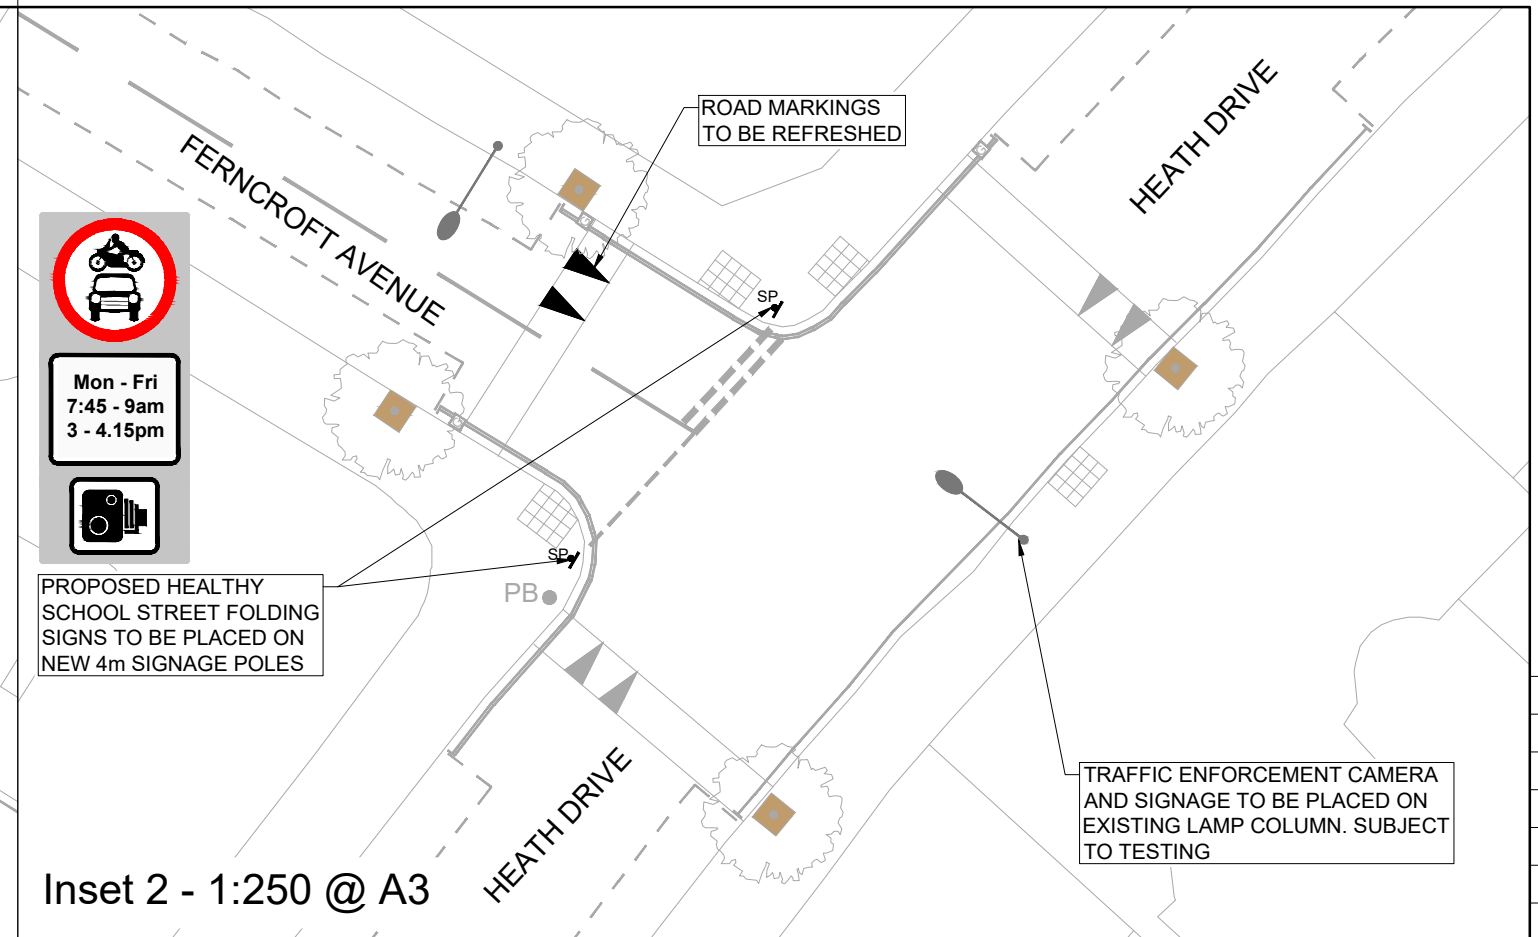 ROAD MARKINGS
TO BE REFRESHED
HEATH DRIVE
FERNCROFT AVENUE
Mon - Fri
7:45 - 9am
3 - 4.15pm
G
G
G
SP
SP
PB
PROPOSED HEALTHY
SCHOOL STREET FOLDING
SIGNS TO BE PLACED ON
NEW 4m SIGNAGE POLES
HEATH DRIVE
TRAFFIC ENFORCEMENT CAMERA
AND SIGNAGE TO BE PLACED ON
EXISTING LAMP COLUMN. SUBJECT
TO TESTING
Inset 2 - 1:250 @ A3